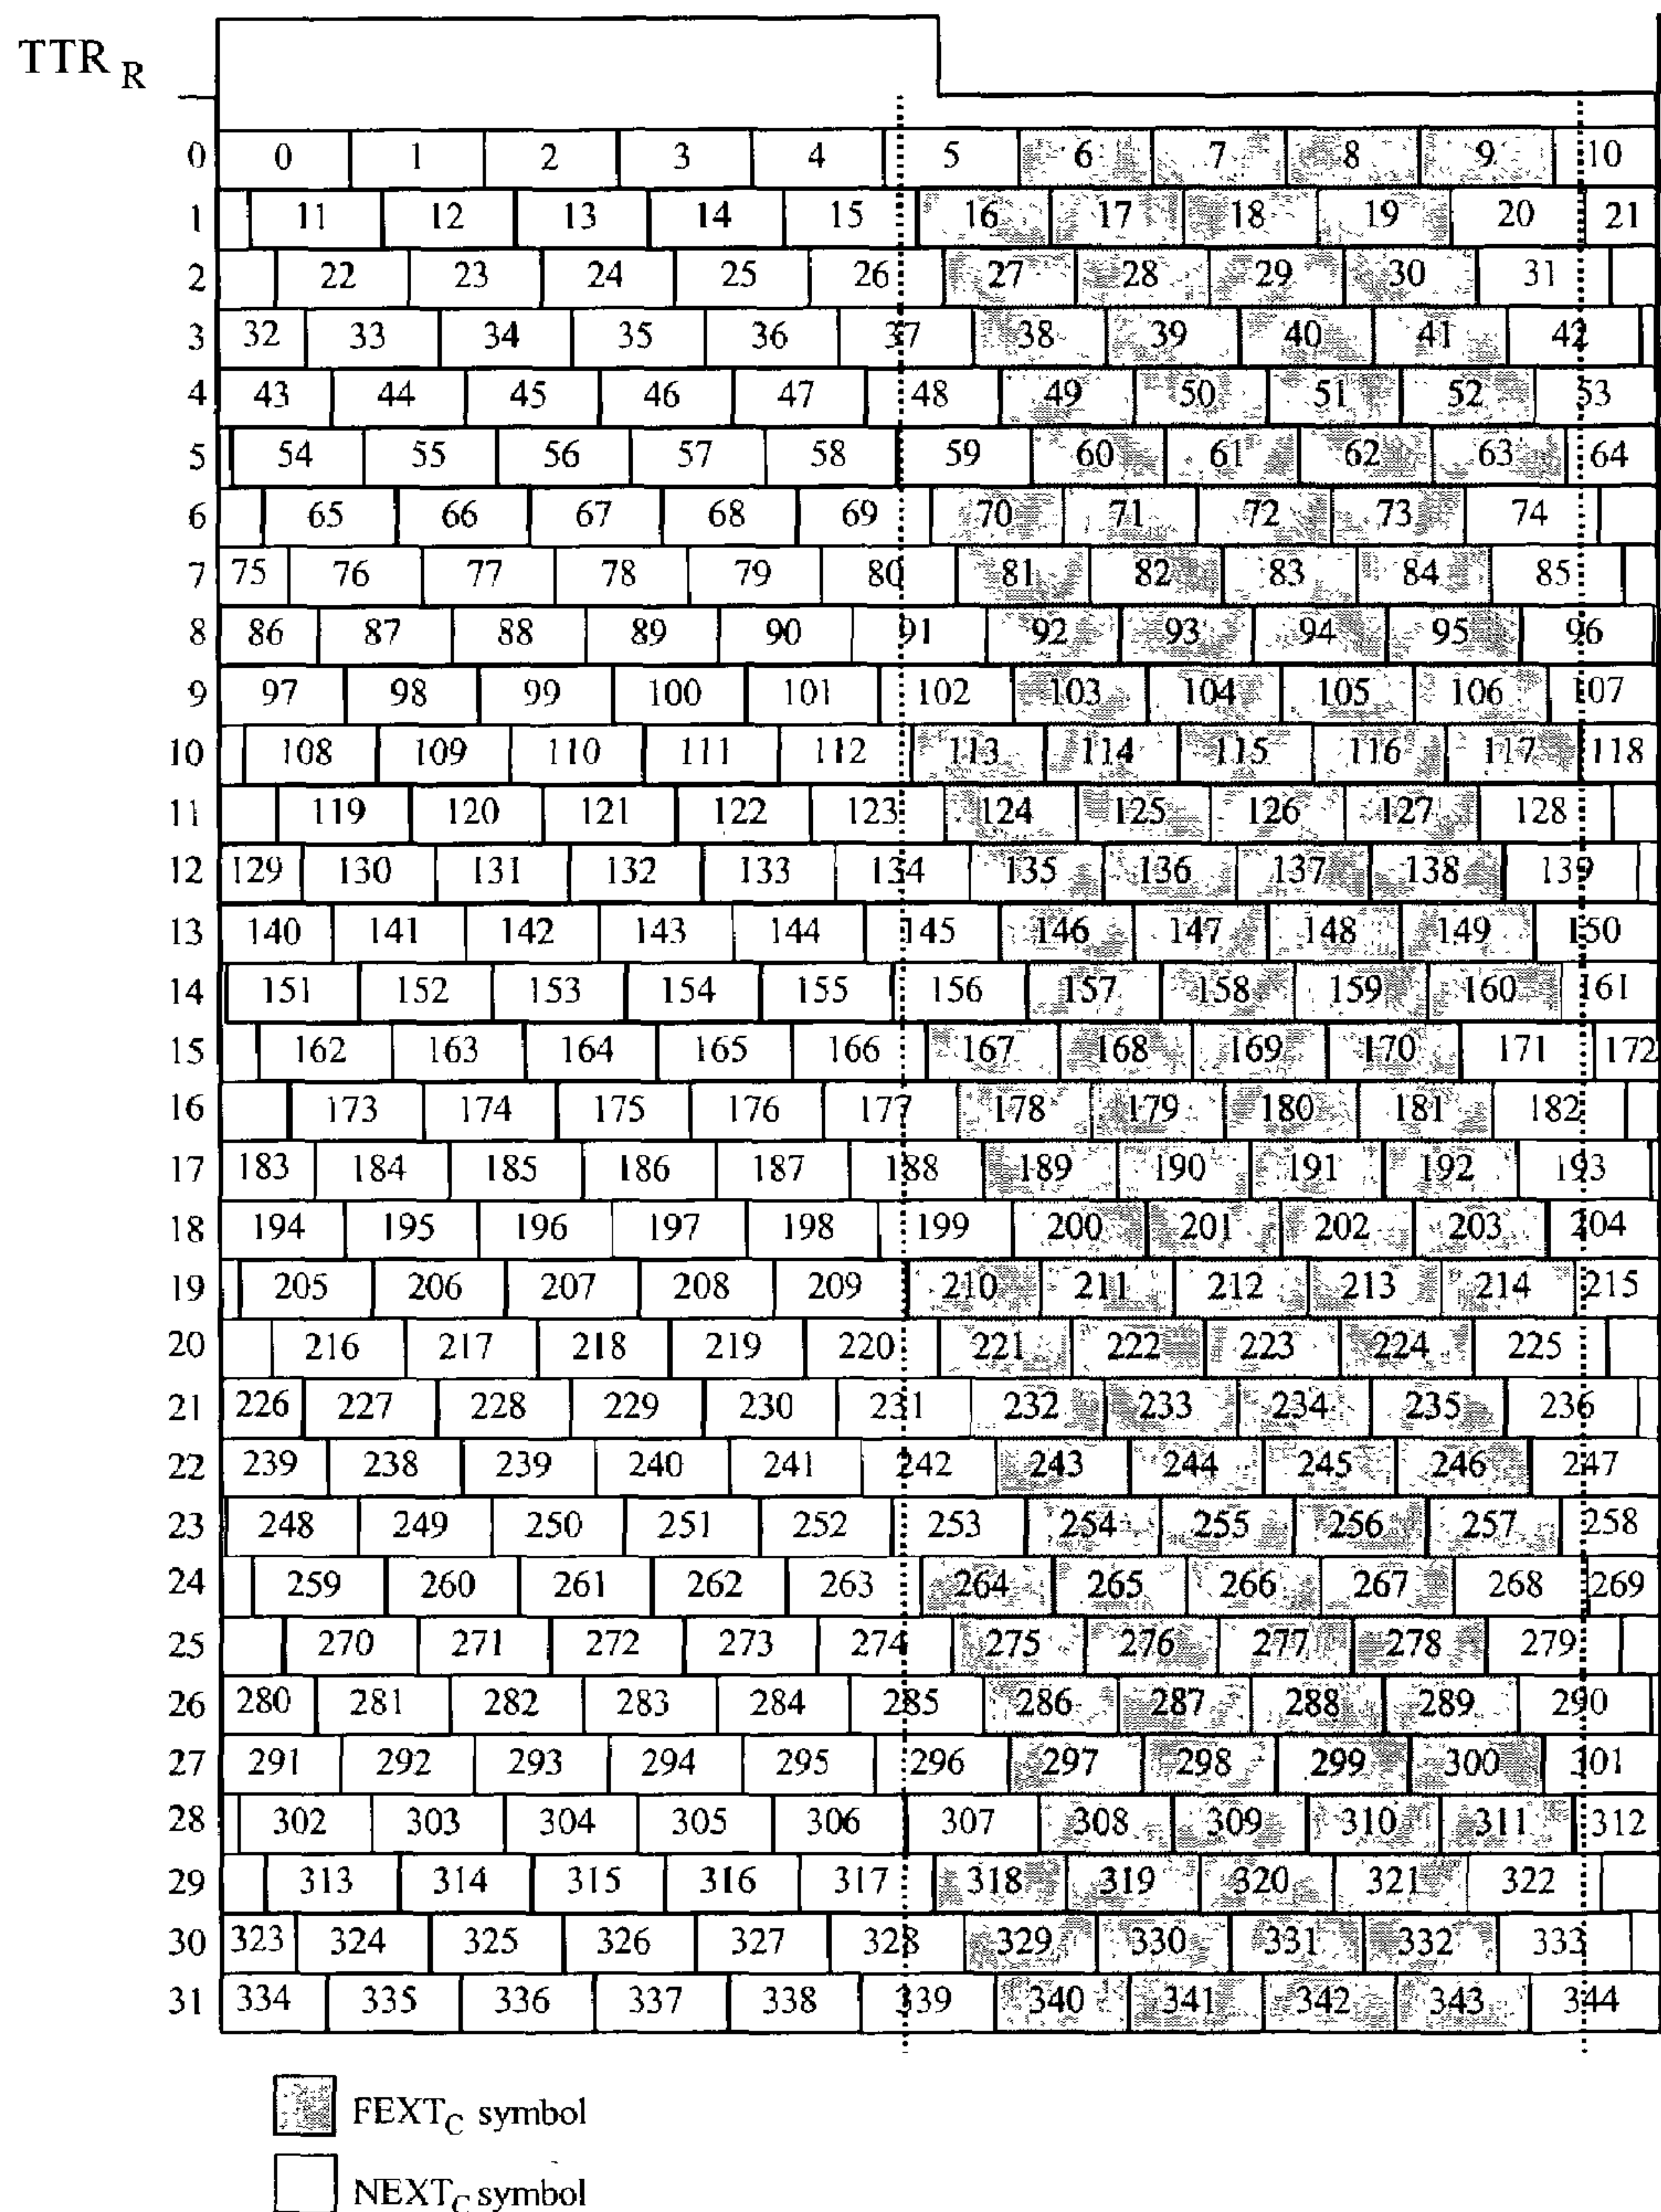 TTR R
0 0 1 2 3 4 5 6 7 8 9 10
1 11 12 13 14 15 16 17 18 19 20 21
2 22 23 24 25 26 27 28 29 30 31
3 32 33 34 35 36 37 38 39 40 41 42
4 43 44 45 46 47 48 49 50 51 52 53
5 54 55 56 57 58 59 60 61 62 63 64
6 65 66 67 68 69 70 71 72 73 74
7 75 76 77 78 79 80 81 82 83 84 85
8 86 87 88 89 90 91 92 93 94 95 96
9 97 98 99 100 101 102 103 104 105 106 107
10 108 109 110 111 112 113 114 115 116 117 118
11 119 120 121 122 123 124 125 126 127 128
12 129 130 131 132 133 134 135 136 137 138 139
13 140 141 142 143 144 145 146 147 148 149 150
14 151 152 153 154 155 156 157 158 159 160 161
15 162 163 164 165 166 167 168 169 170 171 172
16 173 174 175 176 177 178 179 180 181 182
17 183 184 185 186 187 188 189 190 191 192 193
18 194 195 196 197 198 199 200 201 202 203 204
19 205 206 207 208 209 210 211 212 213 214 215
20 216 217 218 219 220 221 222 223 224 225
21 226 227 228 229 230 231 232 233 234 235 236
22 239 238 239 240 241 242 243 244 245 246 247
23 248 249 250 251 252 253 254 255 256 257 258
24 259 260 261 262 263 264 265 266 267 268 269
25 270 271 272 273 274 275 276 277 278 279
26 280 281 282 283 284 285 286 287 288 289 290
27 291 292 293 294 295 296 297 298 299 300 301
28 302 303 304 305 306 307 308 309 310 311 312
29 313 314 315 316 317 318 319 320 321 322
30 323 324 325 326 327 328 329 330 331 332 333
31 334 335 336 337 338 339 340 341 342 343 344
FEXTC symbol
NEXTC symbol